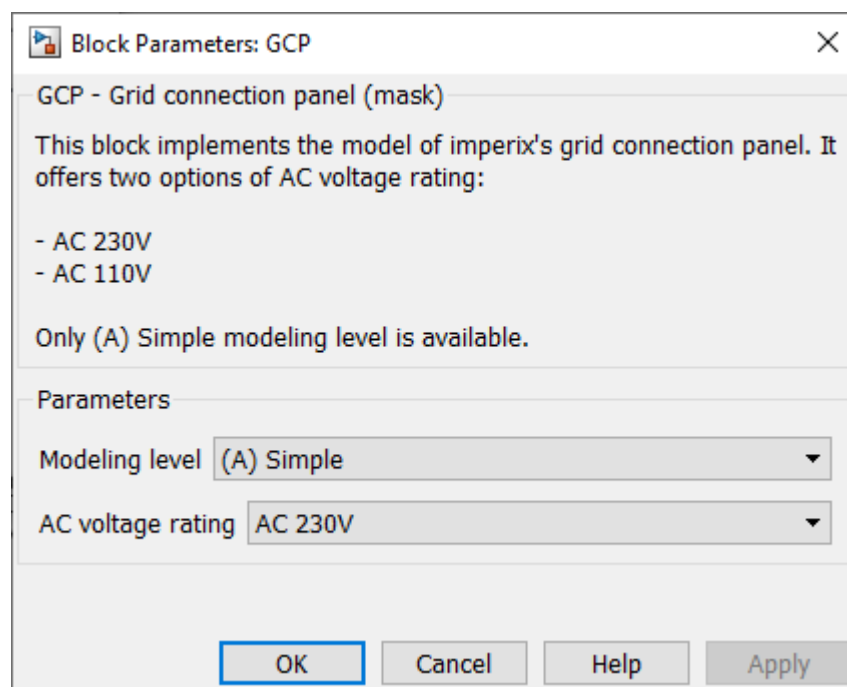 Block Parameters: GCP
GCP - Grid connection panel (mask)
This block implements the model of imperix's grid connection panel. It
offers two options of AC voltage rating:
- AC 230V
- AC 110V
Only (A) Simple modeling level is available.
Parameters
Modeling level (A) Simple
AC voltage rating AC 230V
OK Cancel Help Apply